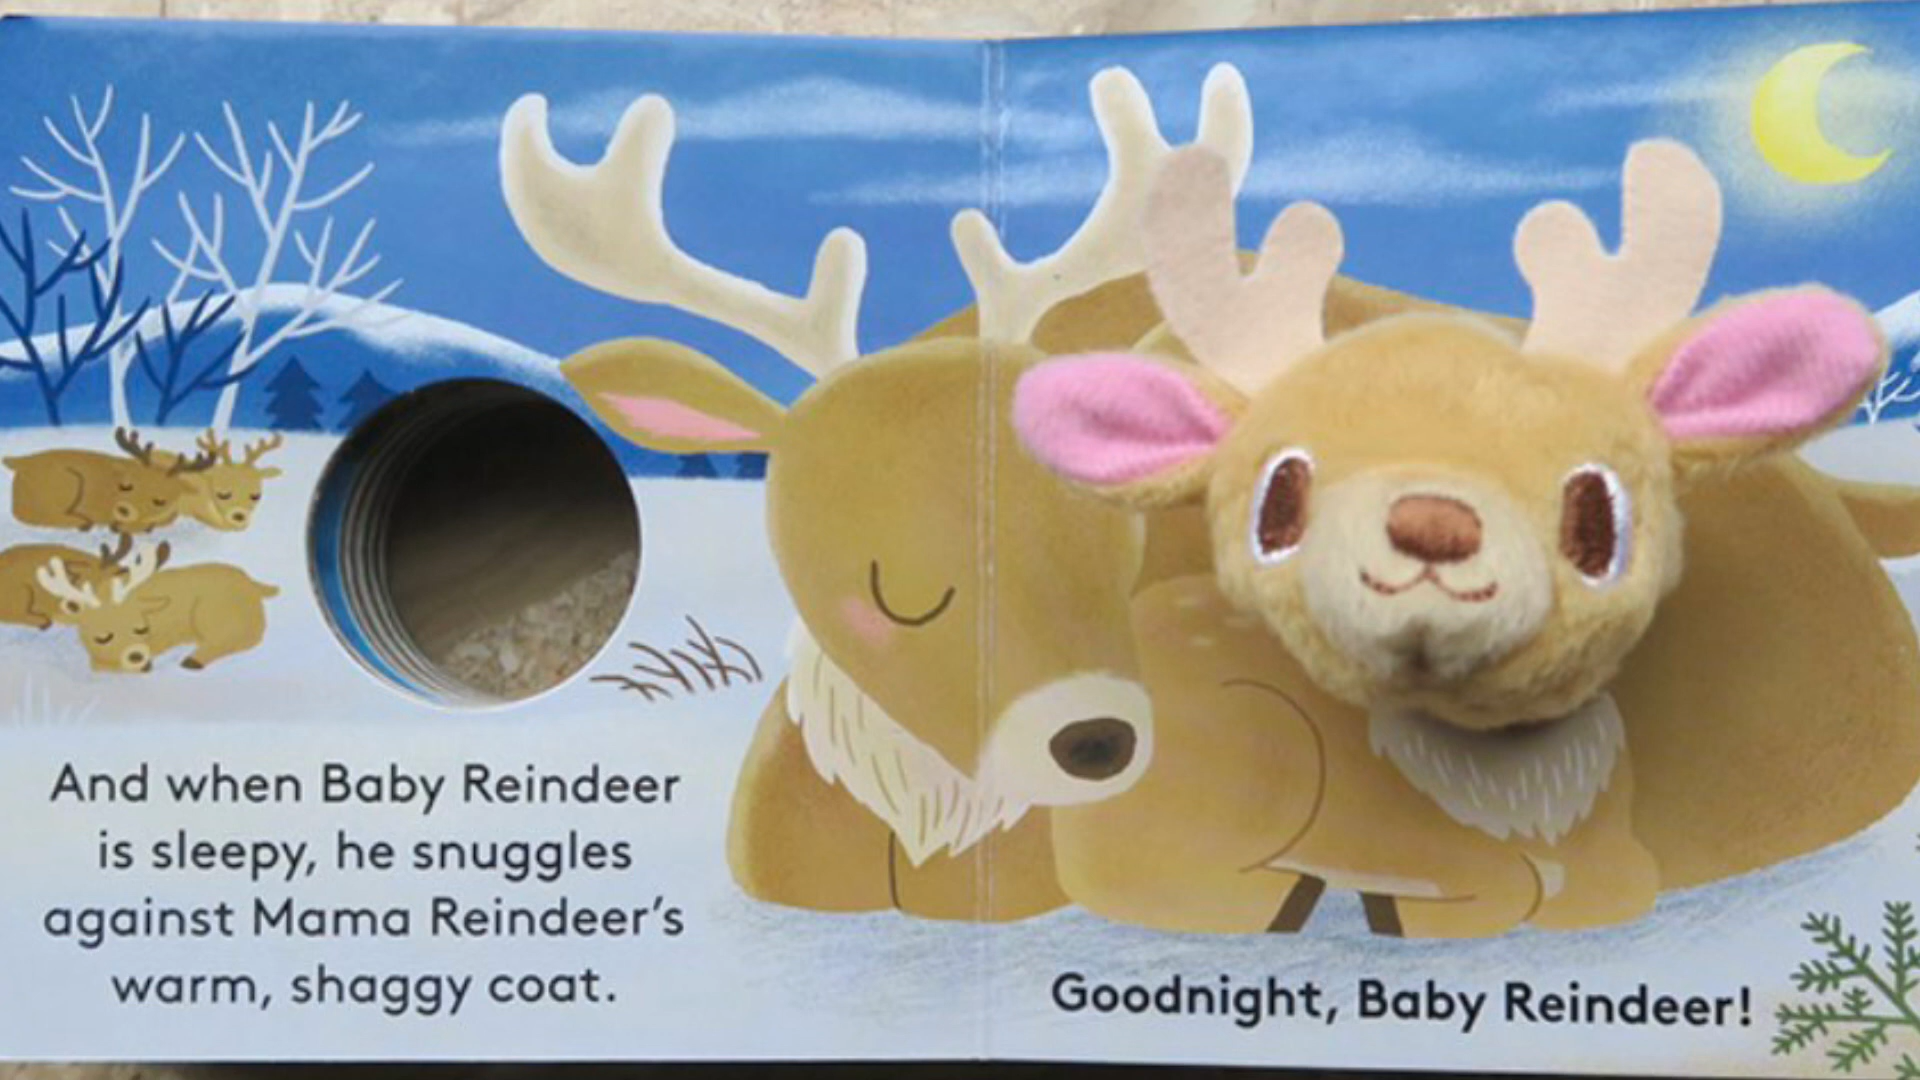 And when Baby Reindeer
is sleepy, he snuggles
against Mama Reindeer's
warm, shaggy coat.
Goodnight, Baby Reindeer!